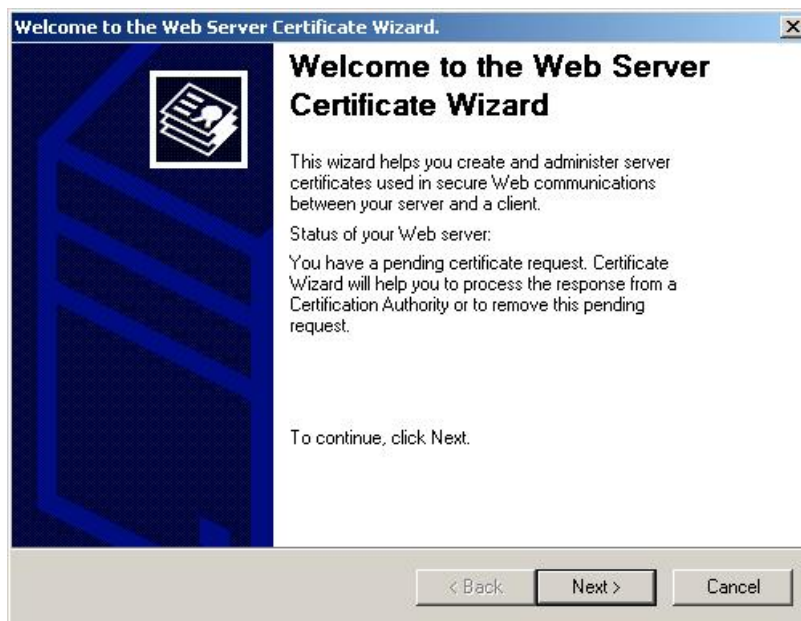 Welcome to the Web Server Certificate Wizard.
Welcome to the Web Server
Certificate Wizard
This wizard helps you create and administer server
certificates used in secure Web communications
between your server and a client.
Status of your Web server:
You have a pending certificate request. Certificate
Wizard will help you to process the response from a
Certification Authority or to remove this pending
request.
To continue, click Next.
< Back
Next >
Cancel